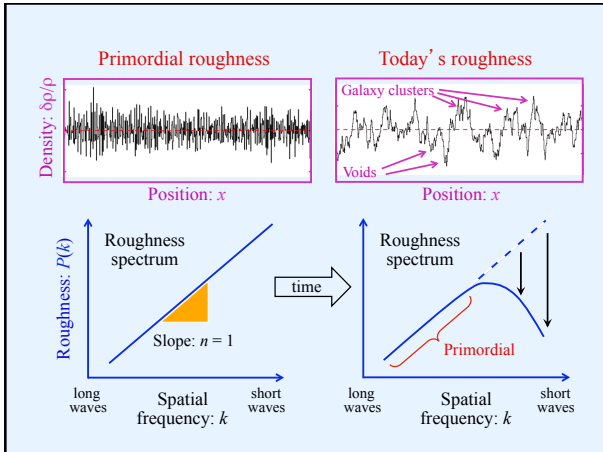 Primordial roughness
Today's roughness
Density: δρ/ρ
Galaxy clusters
Voids
Position: x
Position: x
Roughness: P(k)
Roughness
spectrum
Slope: n = 1
time
Roughness
spectrum
Primordial
long
waves
Spatial
frequency: k
short
waves
long
waves
Spatial
frequency: k
short
waves